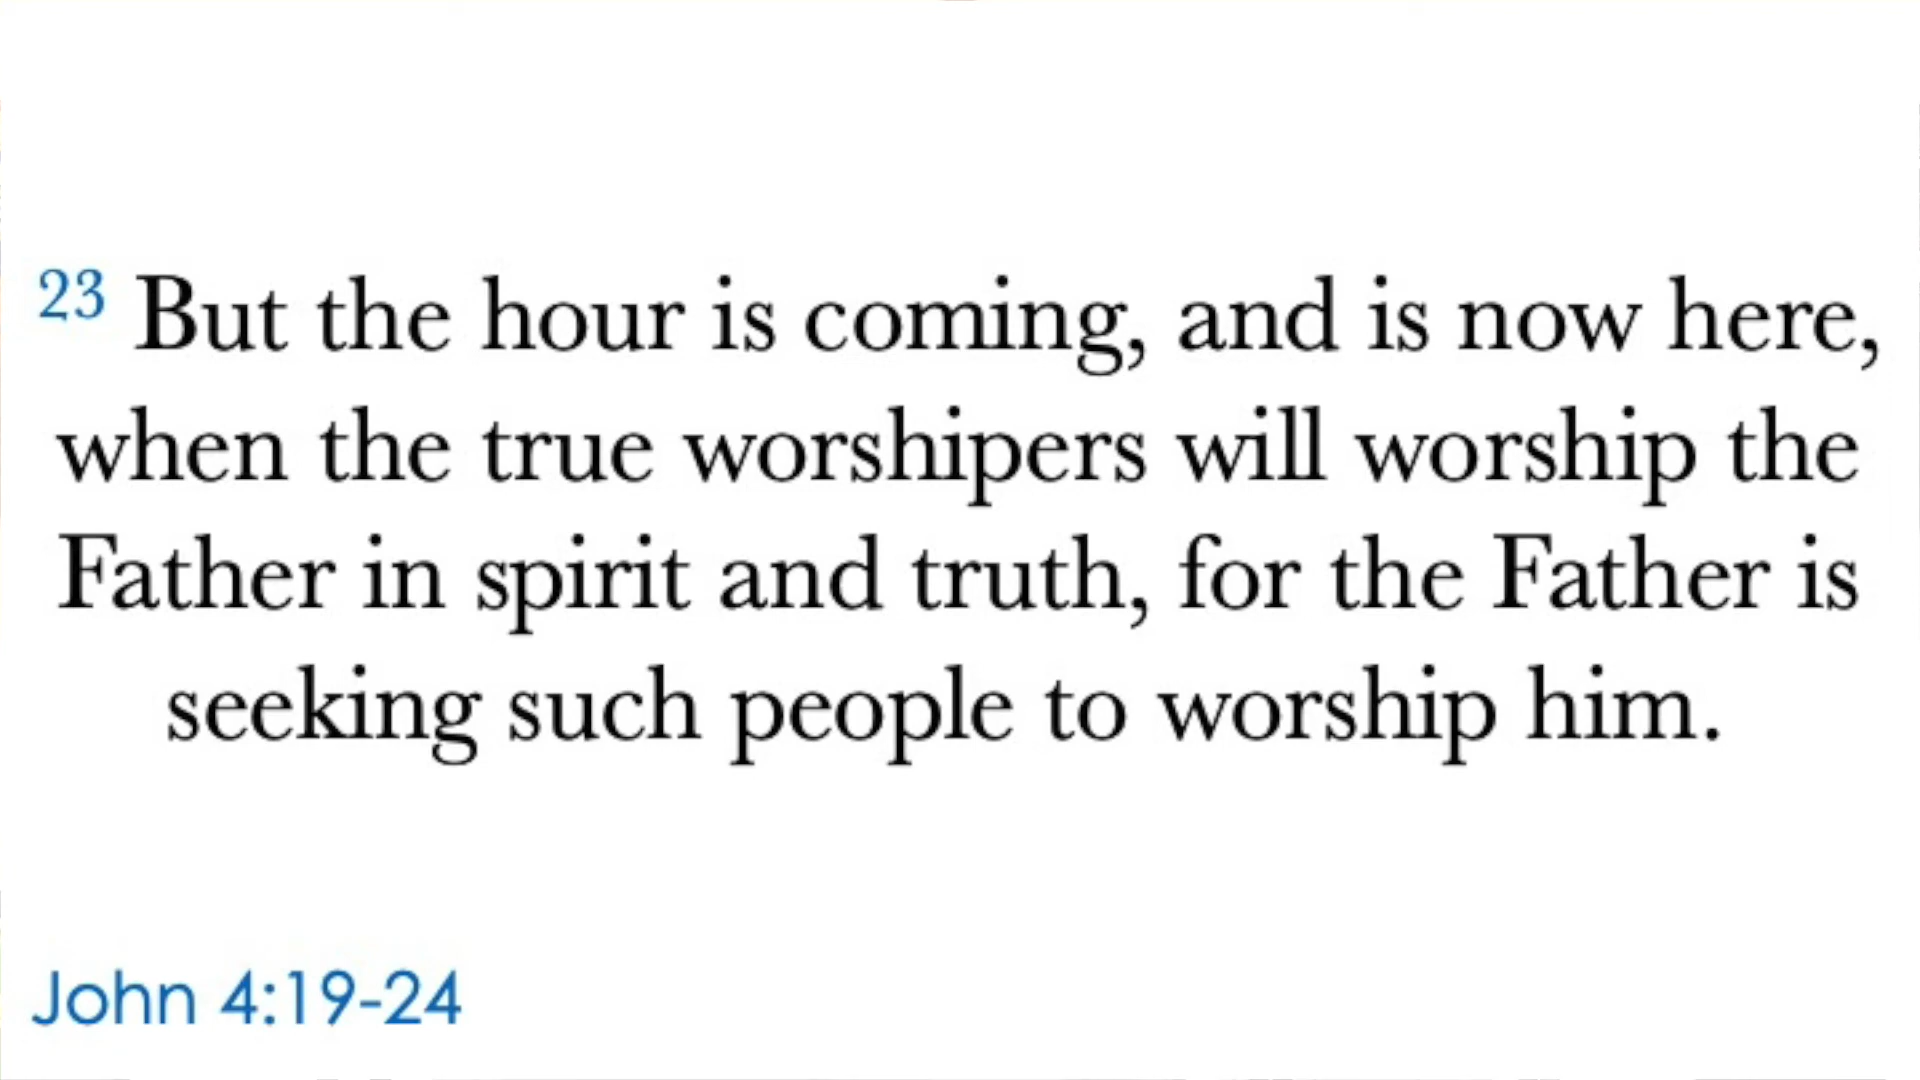 23 But the hour is coming, and is now here,
when the true worshipers will worship the
Father in spirit and truth, for the Father is
seeking such people to worship him.
John 4:19-24